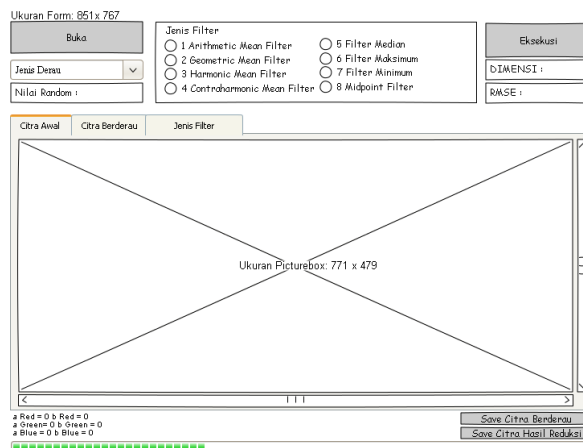 Ukuran Form: 851x 767
Buka
Jenis Derau
Nilai Random :
Jenis Filter
1 Arithmetic Mean Filter
2 Geometric Mean Filter
3 Harmonic Mean Filter
4 Contraharmonic Mean Filter
5 Filter Median
6 Filter Maksimum
7 Filter Minimum
8 Midpoint Filter
Eksekusi
DIMENSI :
RMSE :
Citra Awal
Citra Berderau
Jenis Filter
Ukuran Picturebox: 771 x 479
a Red = 0 b Red = 0
a Green= 0 b Green = 0
a Blue = 0 b Blue = 0
Save Citra Berderau
Save Citra Hasil Reduksi